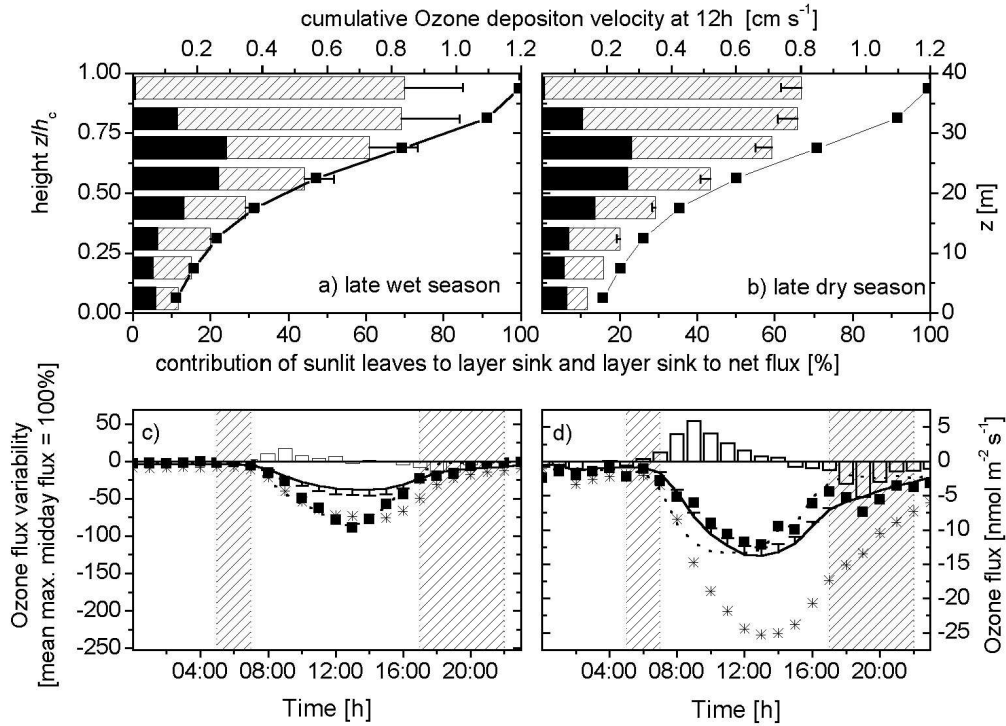 cumulative Ozone depositon velocity at 12h [cm s-1]
0.0 0.2 0.4 0.6 0.8 1.0 1.2
0.0 0.2 0.4 0.6 0.8 1.0 1.2
height z/hc
1.00
0.75
0.50
0.25
0.00
a) late wet season
b) late dry season
40
30
20
10
0
z [m]
0 20 40 60 80 100
20 40 60 80 100
contribution of sunlit leaves to layer sink and layer sink to net flux [%]
Ozone flux variability
[mean max. midday flux = 100%]
50
0
-50
-100
-150
-200
-250
c)
d)
5
0
-5
-10
-15
-20
-25
Ozone flux [nmol m-2 s-1]
04:00 08:00 12:00 16:00 20:00
04:00 08:00 12:00 16:00 20:00
Time [h]
Time [h]